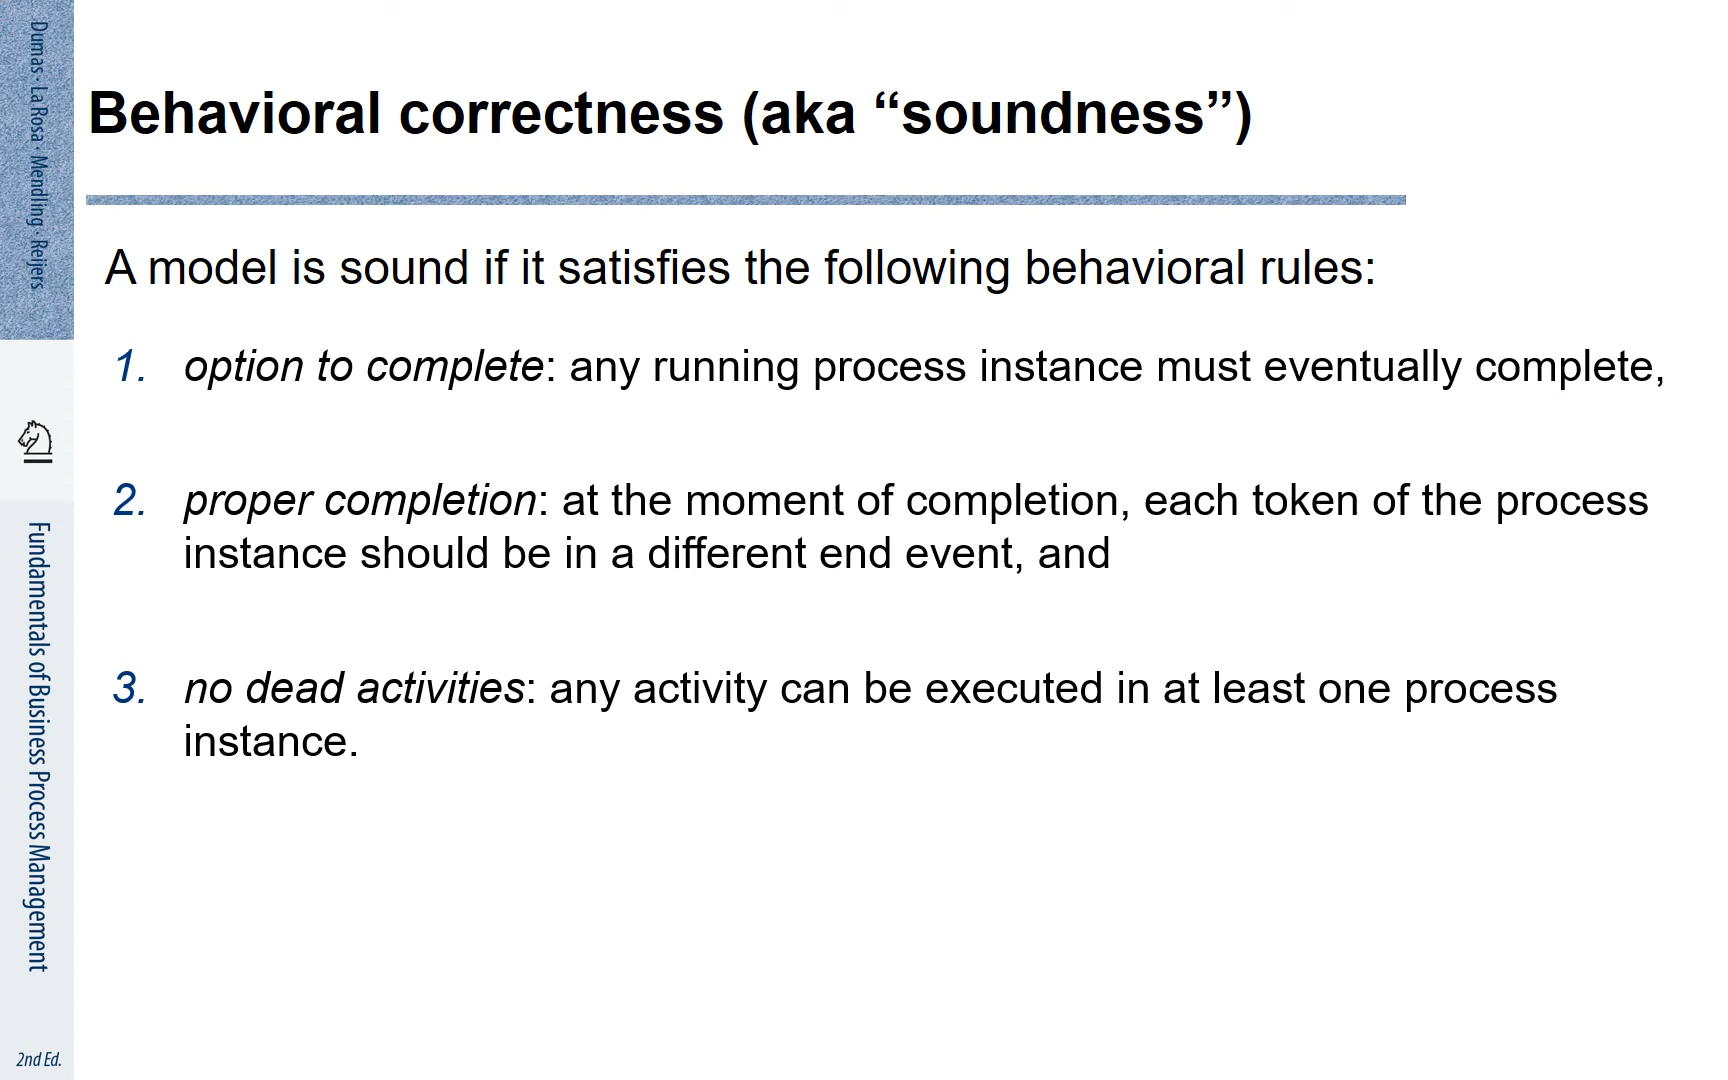 Dumas · La Rosa · Mendling · Reijers
Behavioral correctness (aka “soundness”)
A model is sound if it satisfies the following behavioral rules:
1. option to complete: any running process instance must eventually complete,
2. proper completion: at the moment of completion, each token of the process
instance should be in a different end event, and
3. no dead activities: any activity can be executed in at least one process
instance.
Fundamentals of Business Process Management
2nd Ed.